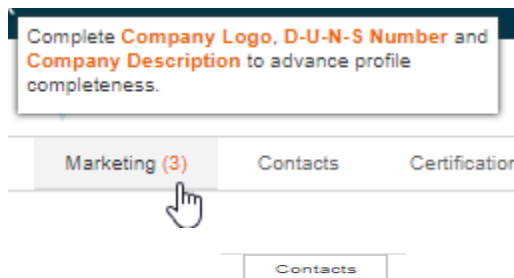 Complete Company Logo, D-U-N-S Number and
Company Description to advance profile
completeness.
Marketing (3) Contacts Certification
Contacts